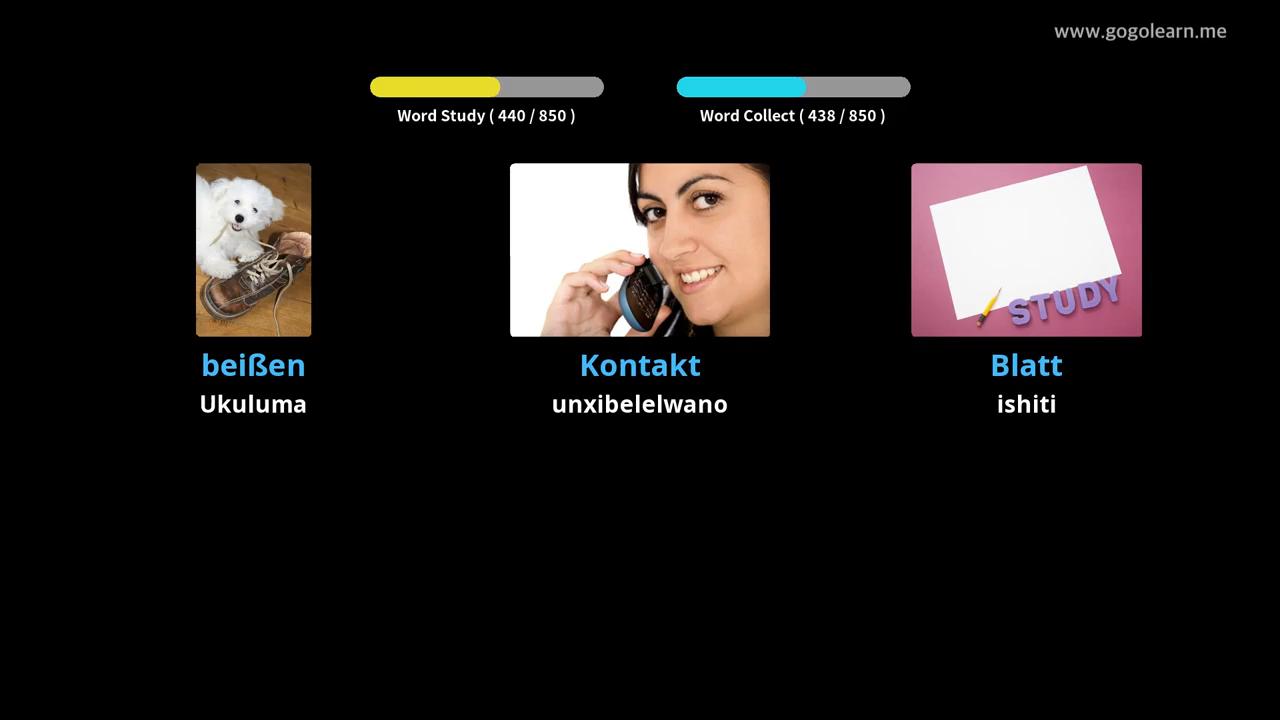 www.gogolearn.me
Word Study ( 440 / 850 )
Word Collect ( 438 / 850 )
STUDY
beißen
Kontakt
Blatt
Ukuluma
unxibelelwano
ishiti